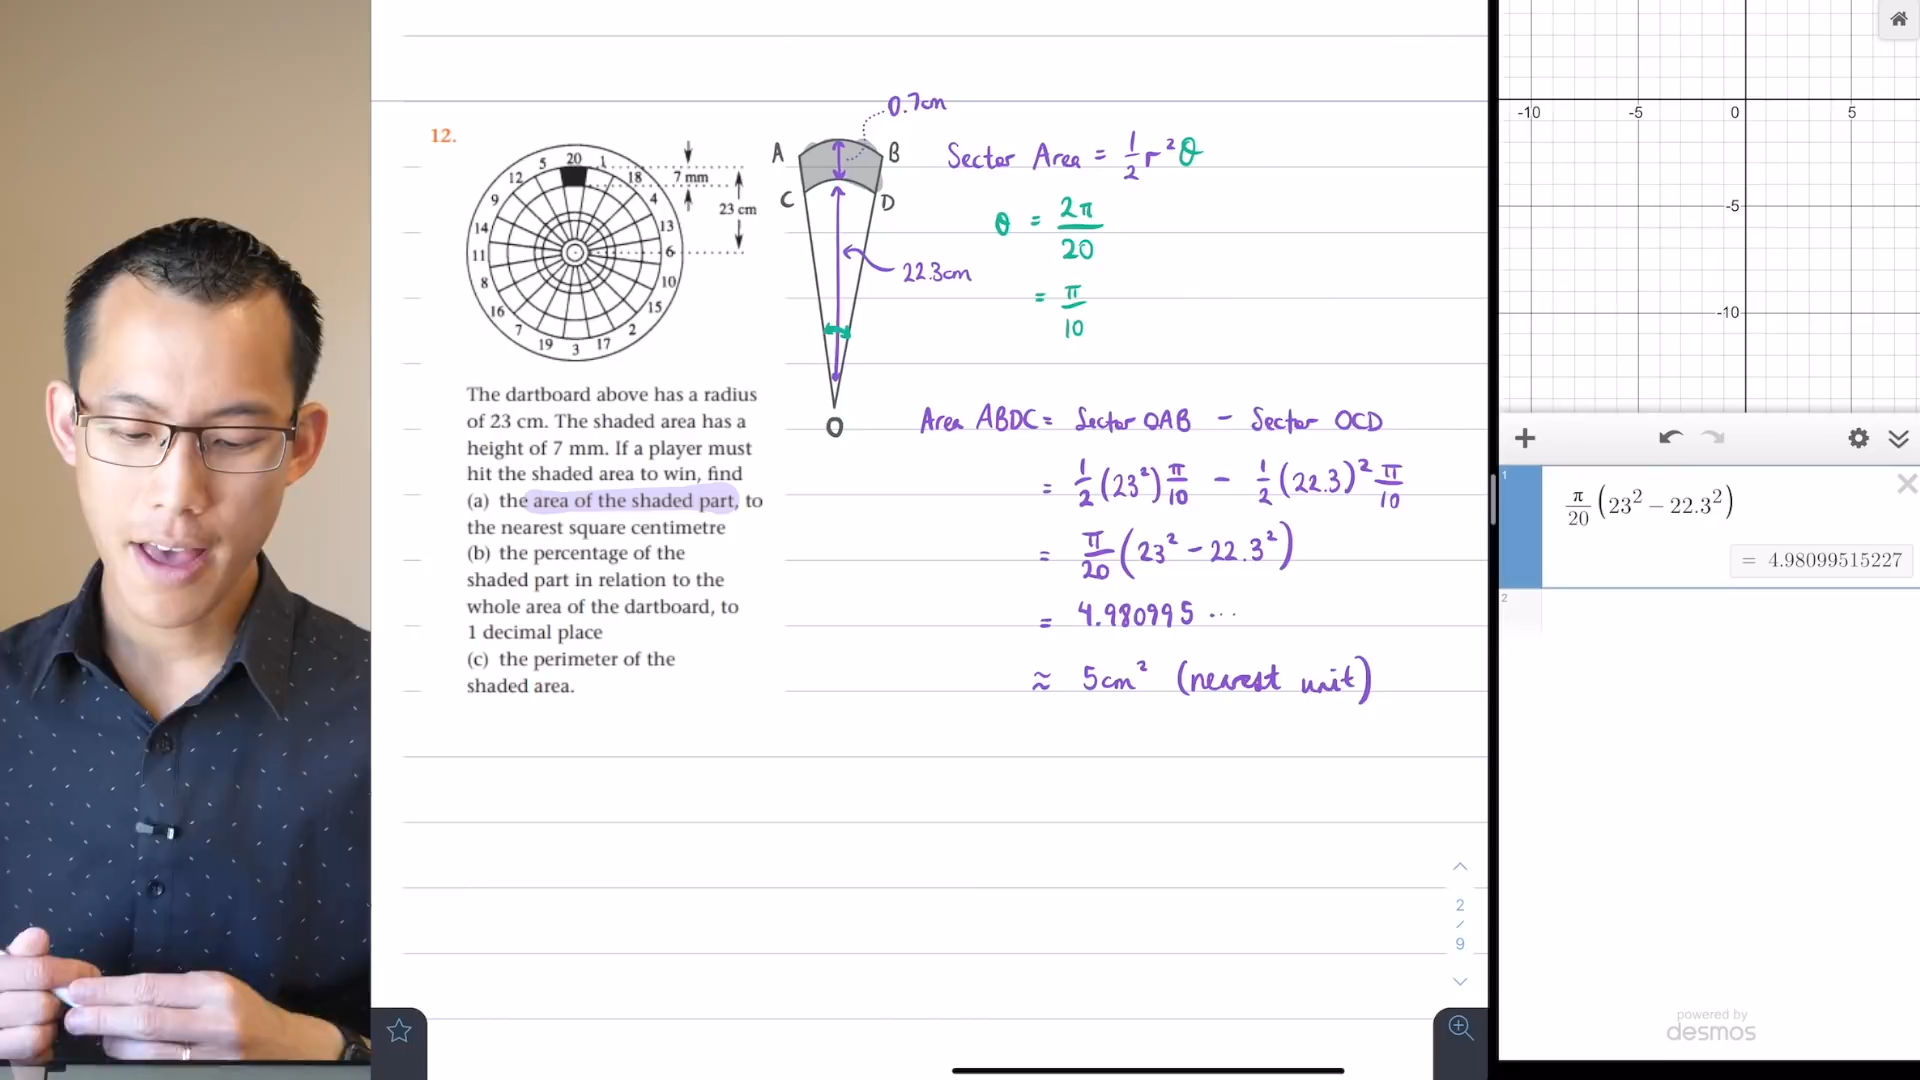 12.
20
1
18
4
13
6
10
15
2
17
3
19
7
16
8
11
14
9
12
5
7 mm
23 cm
The dartboard above has a radius
of 23 cm. The shaded area has a
height of 7 mm. If a player must
hit the shaded area to win, find
(a) the area of the shaded part, to
the nearest square centimetre
(b) the percentage of the
shaded part in relation to the
whole area of the dartboard, to
1 decimal place
(c) the perimeter of the
shaded area.
0.7cm
A
B
C
D
22.3cm
O
Sector Area = 1/2 r² θ
θ = 2π/20
= π/10
Area ABDC = Sector OAB - Sector OCD
= 1/2 (23²) π/10 - 1/2 (22.3)² π/10
= π/20 (23² - 22.3²)
= 4.980995 ...
≈ 5cm² (nearest unit)
2
/
9
-10
-5
0
5
-5
-10
1
π/20 (23² − 22.3²)
= 4.98099515227
2
powered by
desmos